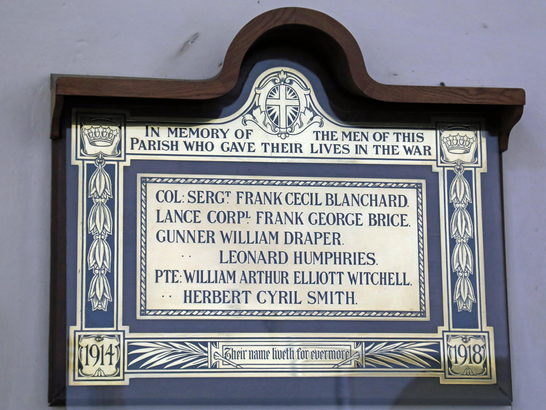 IN MEMORY OF THE MEN OF THIS
PARISH WHO GAVE THEIR LIVES IN THE WAR
COL: SERGT FRANK CECIL BLANCHARD.
LANCE CORPL FRANK GEORGE BRICE.
GUNNER WILLIAM DRAPER.
" LEONARD HUMPHRIES.
PTE: WILLIAM ARTHUR ELLIOTT WITCHELL.
" HERBERT CYRIL SMITH.
1914 Their name liveth for evermore 1918